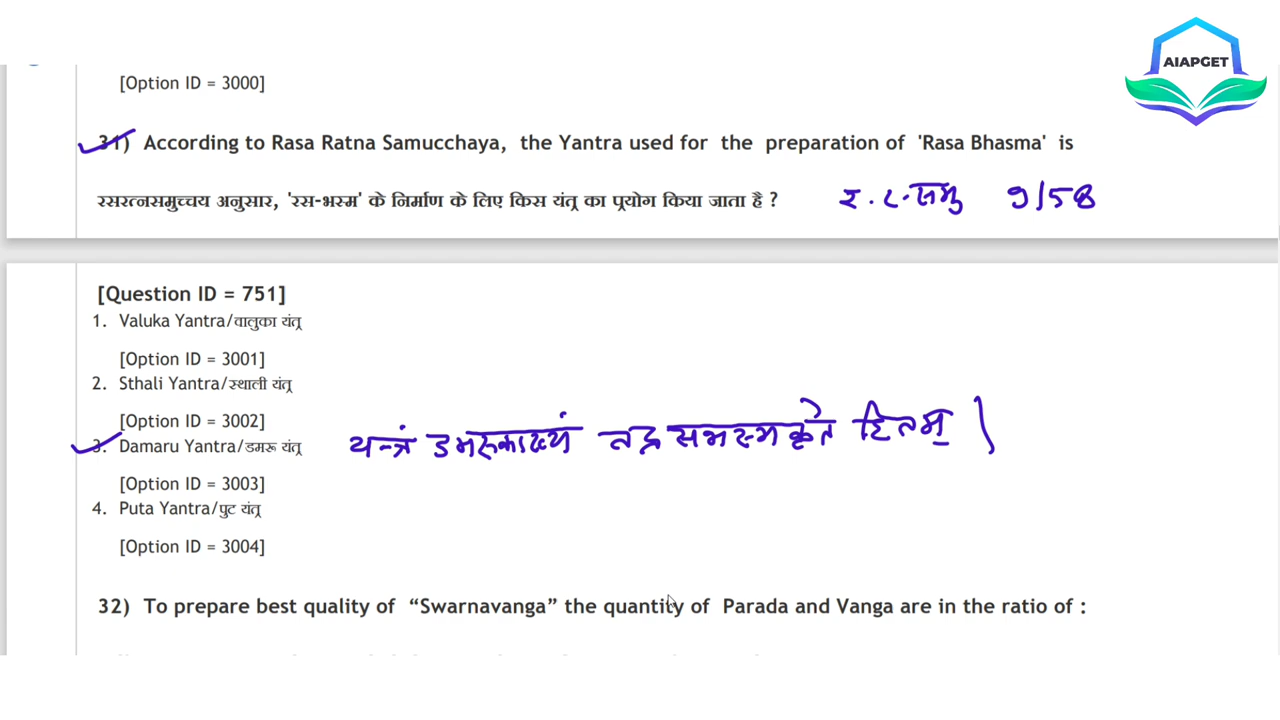 AIAPGET
[Option ID = 3000]
31) According to Rasa Ratna Samucchaya, the Yantra used for the preparation of 'Rasa Bhasma' is
रसरत्नसमुच्चय अनुसार, 'रस-भस्म' के निर्माण के लिए किस यंत्र का प्रयोग किया जाता है ? र.र.समु 9/58
[Question ID = 751]
1. Valuka Yantra/वालुका यंत्र
[Option ID = 3001]
2. Sthali Yantra/स्थाली यंत्र
[Option ID = 3002]
3. Damaru Yantra/डमरू यंत्र यन्त्रं डमरूकाख्यं तद्रसभस्मकृते हितम् |
[Option ID = 3003]
4. Puta Yantra/पुट यंत्र
[Option ID = 3004]
32) To prepare best quality of “Swarnavanga” the quantity of Parada and Vanga are in the ratio of :